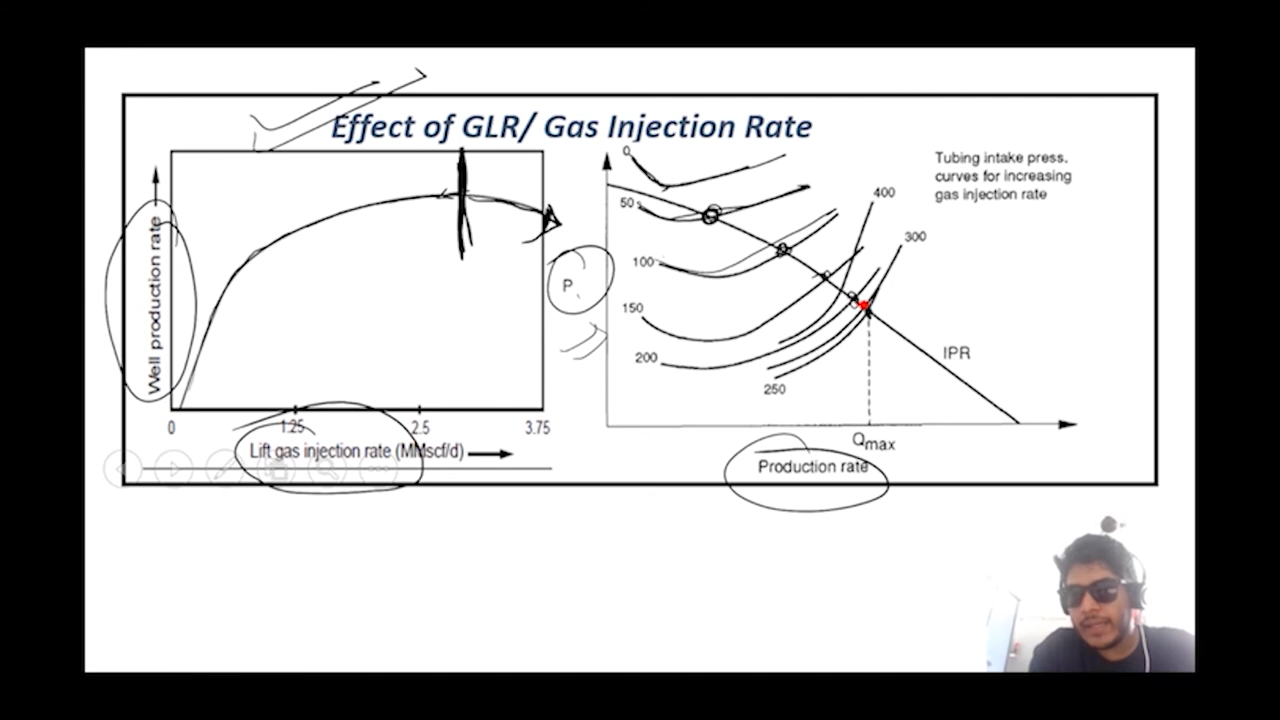 Effect of GLR/ Gas Injection Rate
Well production rate
0
1.25
2.5
3.75
Lift gas injection rate (MMscf/d)
P
0
50
100
150
200
250
400
300
Tubing intake press.
curves for increasing
gas injection rate
IPR
Qmax
Production rate